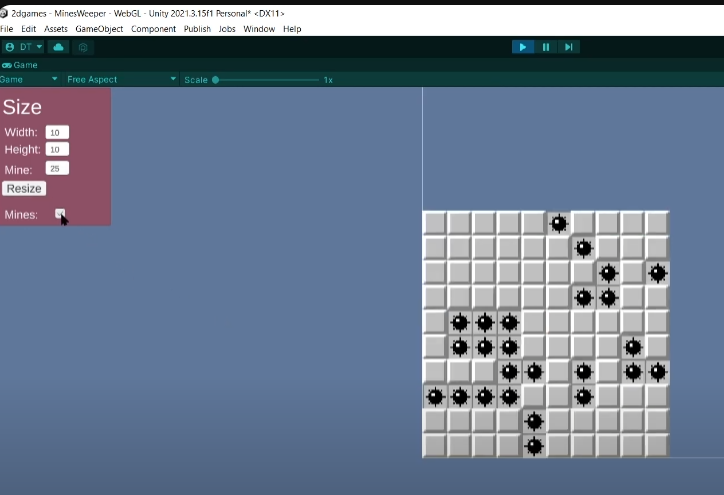 2dgames - MinesWeeper - WebGL - Unity 2021.3.15f1 Personal* <DX11>
File Edit Assets GameObject Component Publish Jobs Window Help
DT
Game
Game Free Aspect Scale 1x
Size
Width: 10
Height: 10
Mine: 25
Resize
Mines: